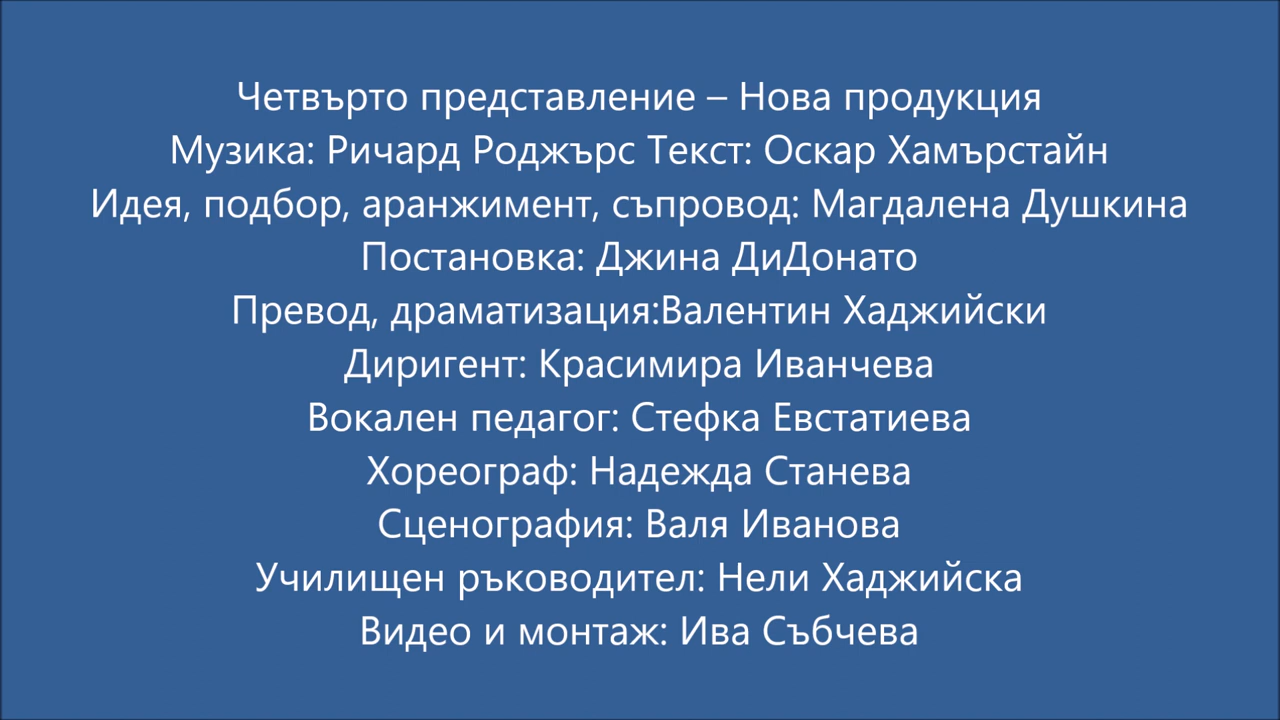 Четвърто представление – Нова продукция
Музика: Ричард Роджърс Текст: Оскар Хамърстайн
Идея, подбор, аранжимент, съпровод: Магдалена Душкина
Постановка: Джина ДиДонато
Превод, драматизация:Валентин Хаджийски
Диригент: Красимира Иванчева
Вокален педагог: Стефка Евстатиева
Хореограф: Надежда Станева
Сценография: Валя Иванова
Училищен ръководител: Нели Хаджийска
Видео и монтаж: Ива Събчева